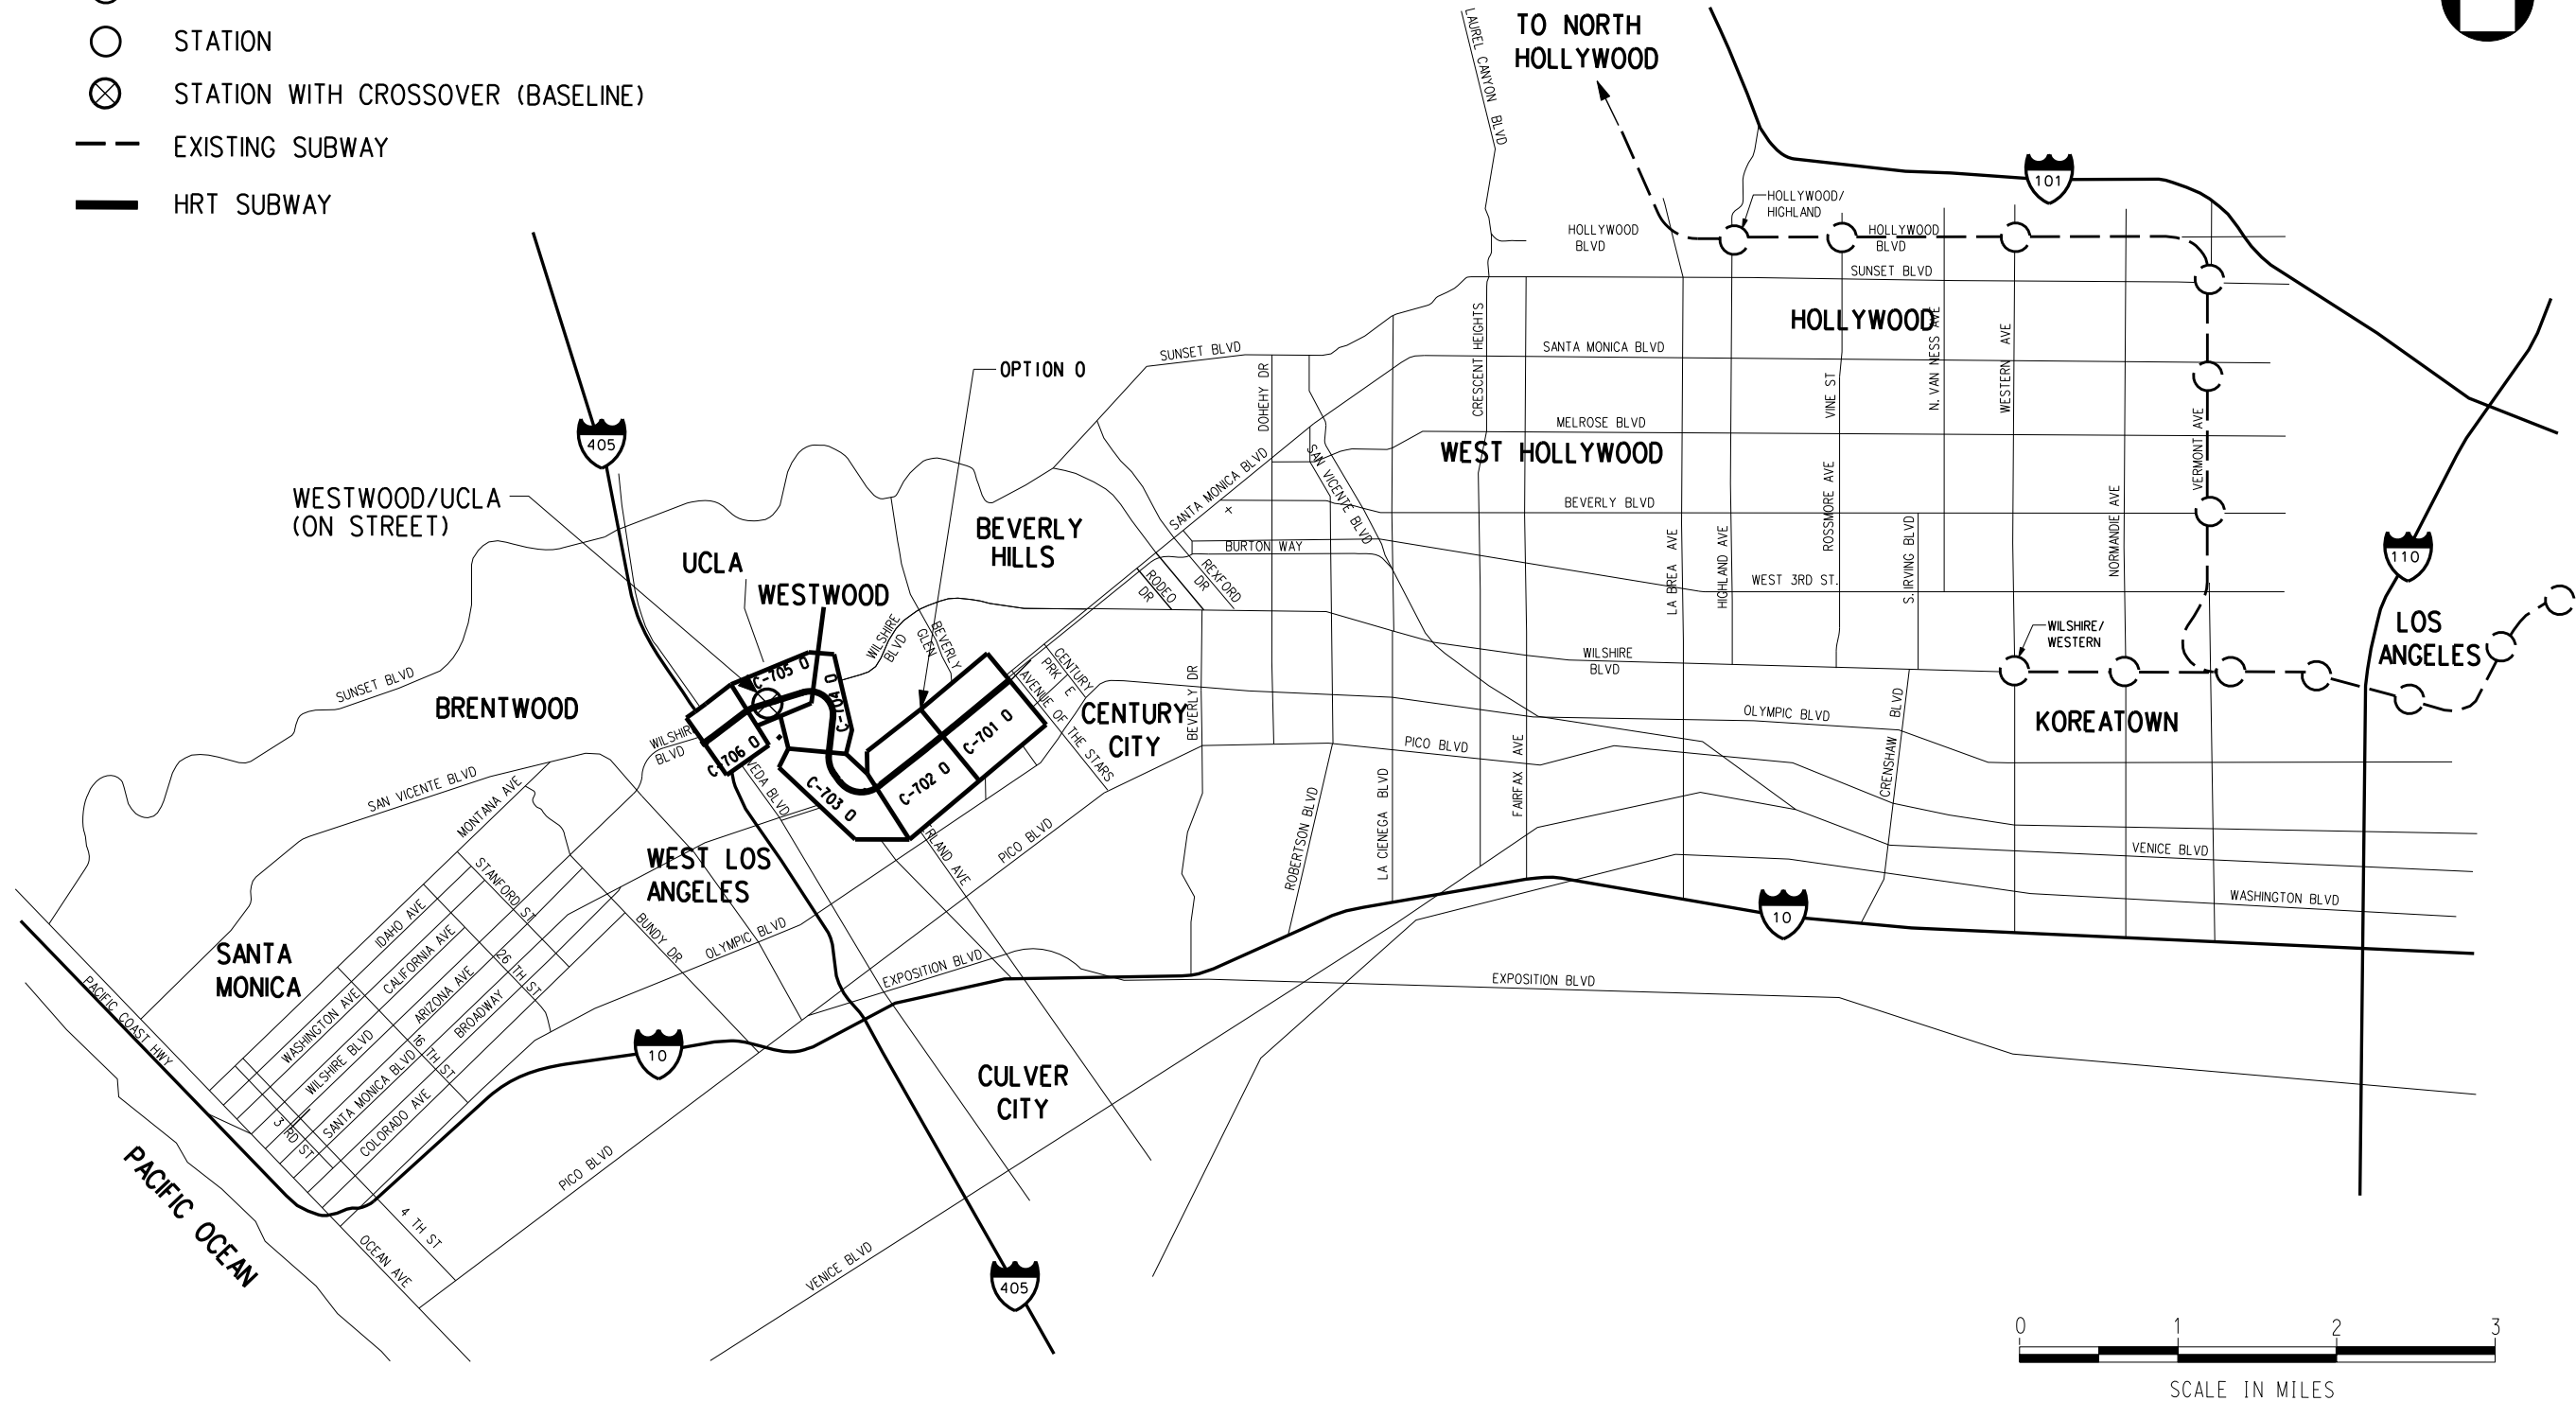 STATION
STATION WITH CROSSOVER (BASELINE)
EXISTING SUBWAY
HRT SUBWAY
TO NORTH
HOLLYWOOD
LAUREL CANYON BLVD
101
HOLLYWOOD/
HIGHLAND
HOLLYWOOD
BLVD
HOLLYWOOD
BLVD
SUNSET BLVD
HOLLYWOOD
CRESCENT HEIGHTS
SANTA MONICA BLVD
SUNSET BLVD
OPTION O
DOHEHY DR
VINE ST
N. VAN NESS AVE
WESTERN AVE
VERMONT AVE
MELROSE BLVD
WEST HOLLYWOOD
405
SANTA MONICA BLVD
SAN VICENTE BLVD
BEVERLY BLVD
ROSSMORE AVE
NORMANDIE AVE
WESTWOOD/UCLA
(ON STREET)
BEVERLY
HILLS
BURTON WAY
LA BREA AVE
HIGHLAND AVE
S. IRVING BLVD
110
UCLA
WESTWOOD
RODEO
DR
REXFORD
DR
WEST 3RD ST.
LOS
ANGELES
WILSHIRE
BLVD
BEVERLY
GLEN
WILSHIRE/
WESTERN
WILSHIRE
BLVD
CENTURY
PRK E
AVENUE OF THE STARS
C-705 O
C-704 O
C-706 O
C-703 O
C-702 O
C-701 O
SUNSET BLVD
BRENTWOOD
WILSHIRE
BLVD
CENTURY
CITY
BEVERLY DR
OLYMPIC BLVD
KOREATOWN
PICO BLVD
CRENSHAW BLVD
FAIRFAX AVE
LA CIENEGA BLVD
ROBERTSON BLVD
SAN VICENTE BLVD
MONTANA AVE
VEDA BLVD
RLAND AVE
PICO BLVD
WEST LOS
ANGELES
STANFORD ST
VENICE BLVD
WASHINGTON BLVD
10
IDAHO AVE
CALIFORNIA AVE
26 TH ST
BUNDY DR
OLYMPIC BLVD
EXPOSITION BLVD
EXPOSITION BLVD
SANTA
MONICA
ARIZONA AVE
BROADWAY
WASHINGTON AVE
WILSHIRE BLVD
16 TH ST
PACIFIC COAST HWY
10
SANTA MONICA BLVD
COLORADO AVE
3 RD ST
CULVER
CITY
PACIFIC OCEAN
PICO BLVD
4 TH ST
OCEAN AVE
VENICE BLVD
405
0 1 2 3
SCALE IN MILES